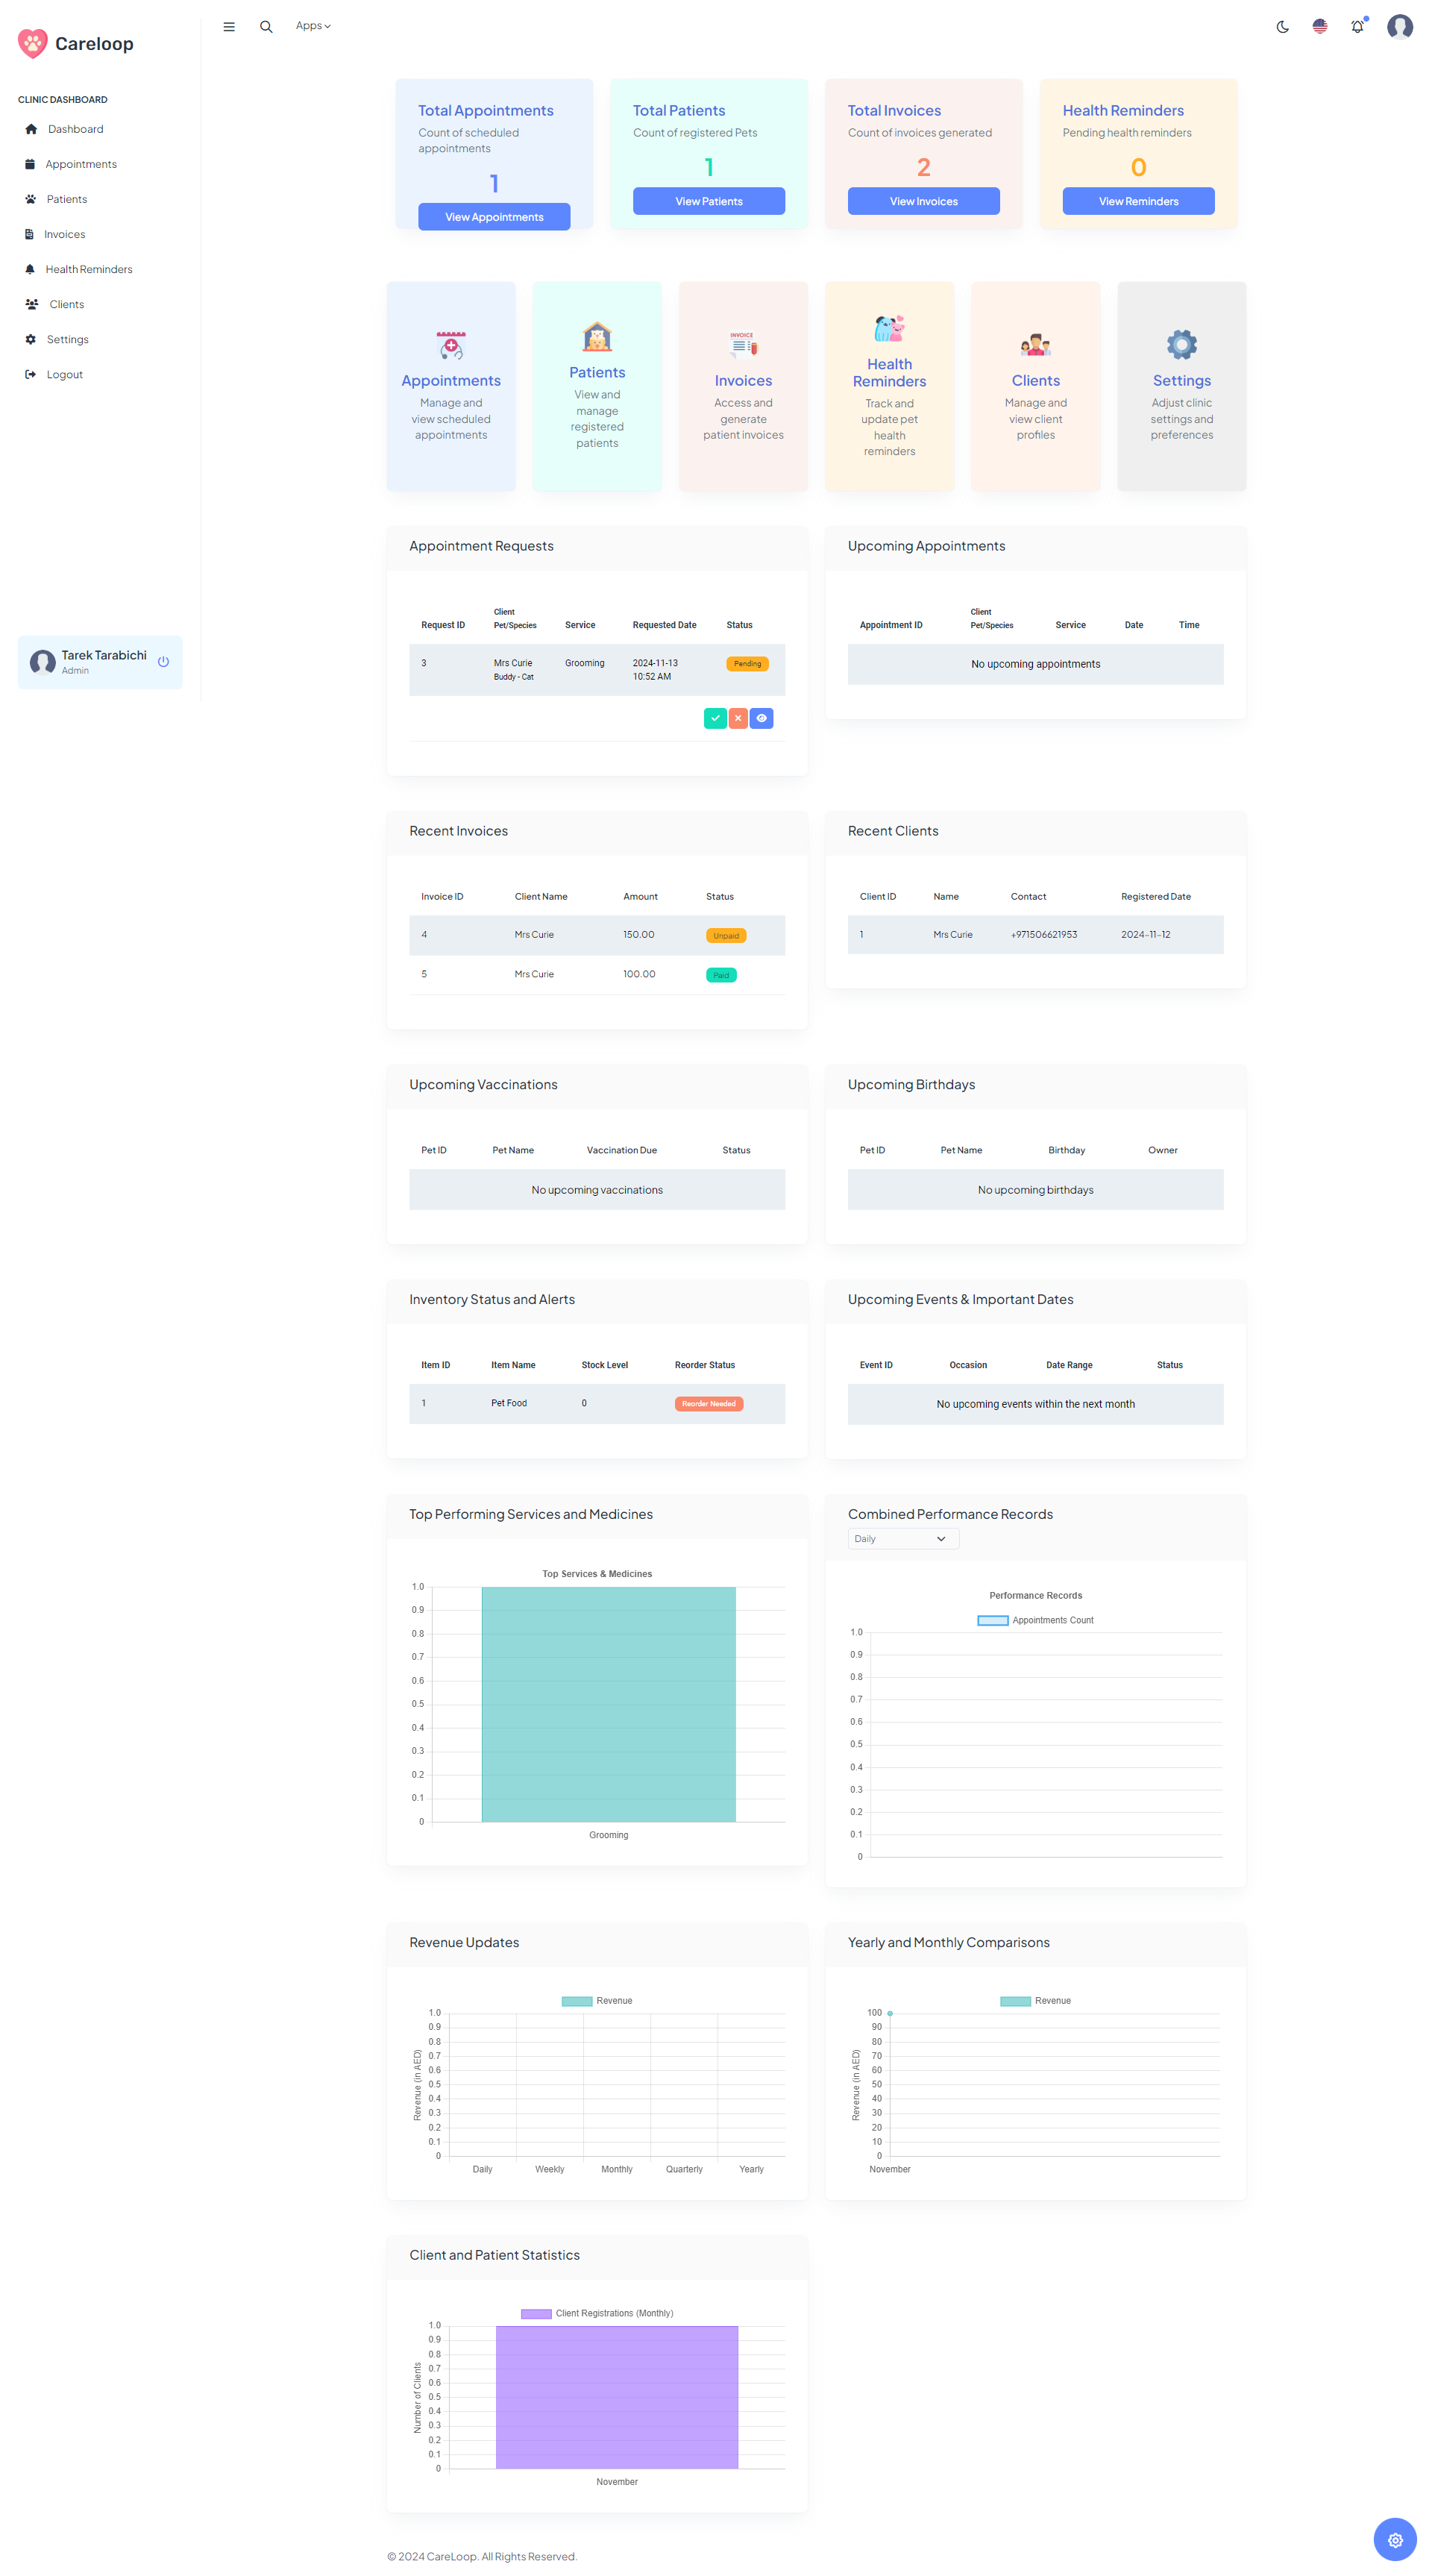 Careloop
Apps
CLINIC DASHBOARD
Dashboard
Appointments
Patients
Invoices
Health Reminders
Clients
Settings
Logout
Tarek Tarabichi
Admin
Total Appointments
Count of scheduled
appointments
1
View Appointments
Total Patients
Count of registered Pets
1
View Patients
Total Invoices
Count of invoices generated
2
View Invoices
Health Reminders
Pending health reminders
0
View Reminders
Appointments
Manage and
view scheduled
appointments
Patients
View and
manage
registered
patients
INVOICE
Invoices
Access and
generate
patient invoices
Health
Reminders
Track and
update pet
health
reminders
Clients
Manage and
view client
profiles
Settings
Adjust clinic
settings and
preferences
Appointment Requests
Request ID Client Pet/Species Service Requested Date Status
3 Mrs Curie Grooming 2024-11-13 Pending
Buddy - Cat 10:52 AM
Upcoming Appointments
Appointment ID Client Pet/Species Service Date Time
No upcoming appointments
Recent Invoices
Invoice ID Client Name Amount Status
4 Mrs Curie 150.00 Unpaid
5 Mrs Curie 100.00 Paid
Recent Clients
Client ID Name Contact Registered Date
1 Mrs Curie +971506621953 2024-11-12
Upcoming Vaccinations
Pet ID Pet Name Vaccination Due Status
No upcoming vaccinations
Upcoming Birthdays
Pet ID Pet Name Birthday Owner
No upcoming birthdays
Inventory Status and Alerts
Item ID Item Name Stock Level Reorder Status
1 Pet Food 0 Reorder Needed
Upcoming Events & Important Dates
Event ID Occasion Date Range Status
No upcoming events within the next month
Top Performing Services and Medicines
Top Services & Medicines
1.0
0.9
0.8
0.7
0.6
0.5
0.4
0.3
0.2
0.1
0
Grooming
Combined Performance Records
Daily
Performance Records
Appointments Count
1.0
0.9
0.8
0.7
0.6
0.5
0.4
0.3
0.2
0.1
0
Revenue Updates
Revenue
Revenue (in AED)
1.0
0.9
0.8
0.7
0.6
0.5
0.4
0.3
0.2
0.1
0
Daily Weekly Monthly Quarterly Yearly
Yearly and Monthly Comparisons
Revenue
Revenue (in AED)
100
90
80
70
60
50
40
30
20
10
0
November
Client and Patient Statistics
Client Registrations (Monthly)
Number of Clients
1.0
0.9
0.8
0.7
0.6
0.5
0.4
0.3
0.2
0.1
0
November
© 2024 CareLoop. All Rights Reserved.